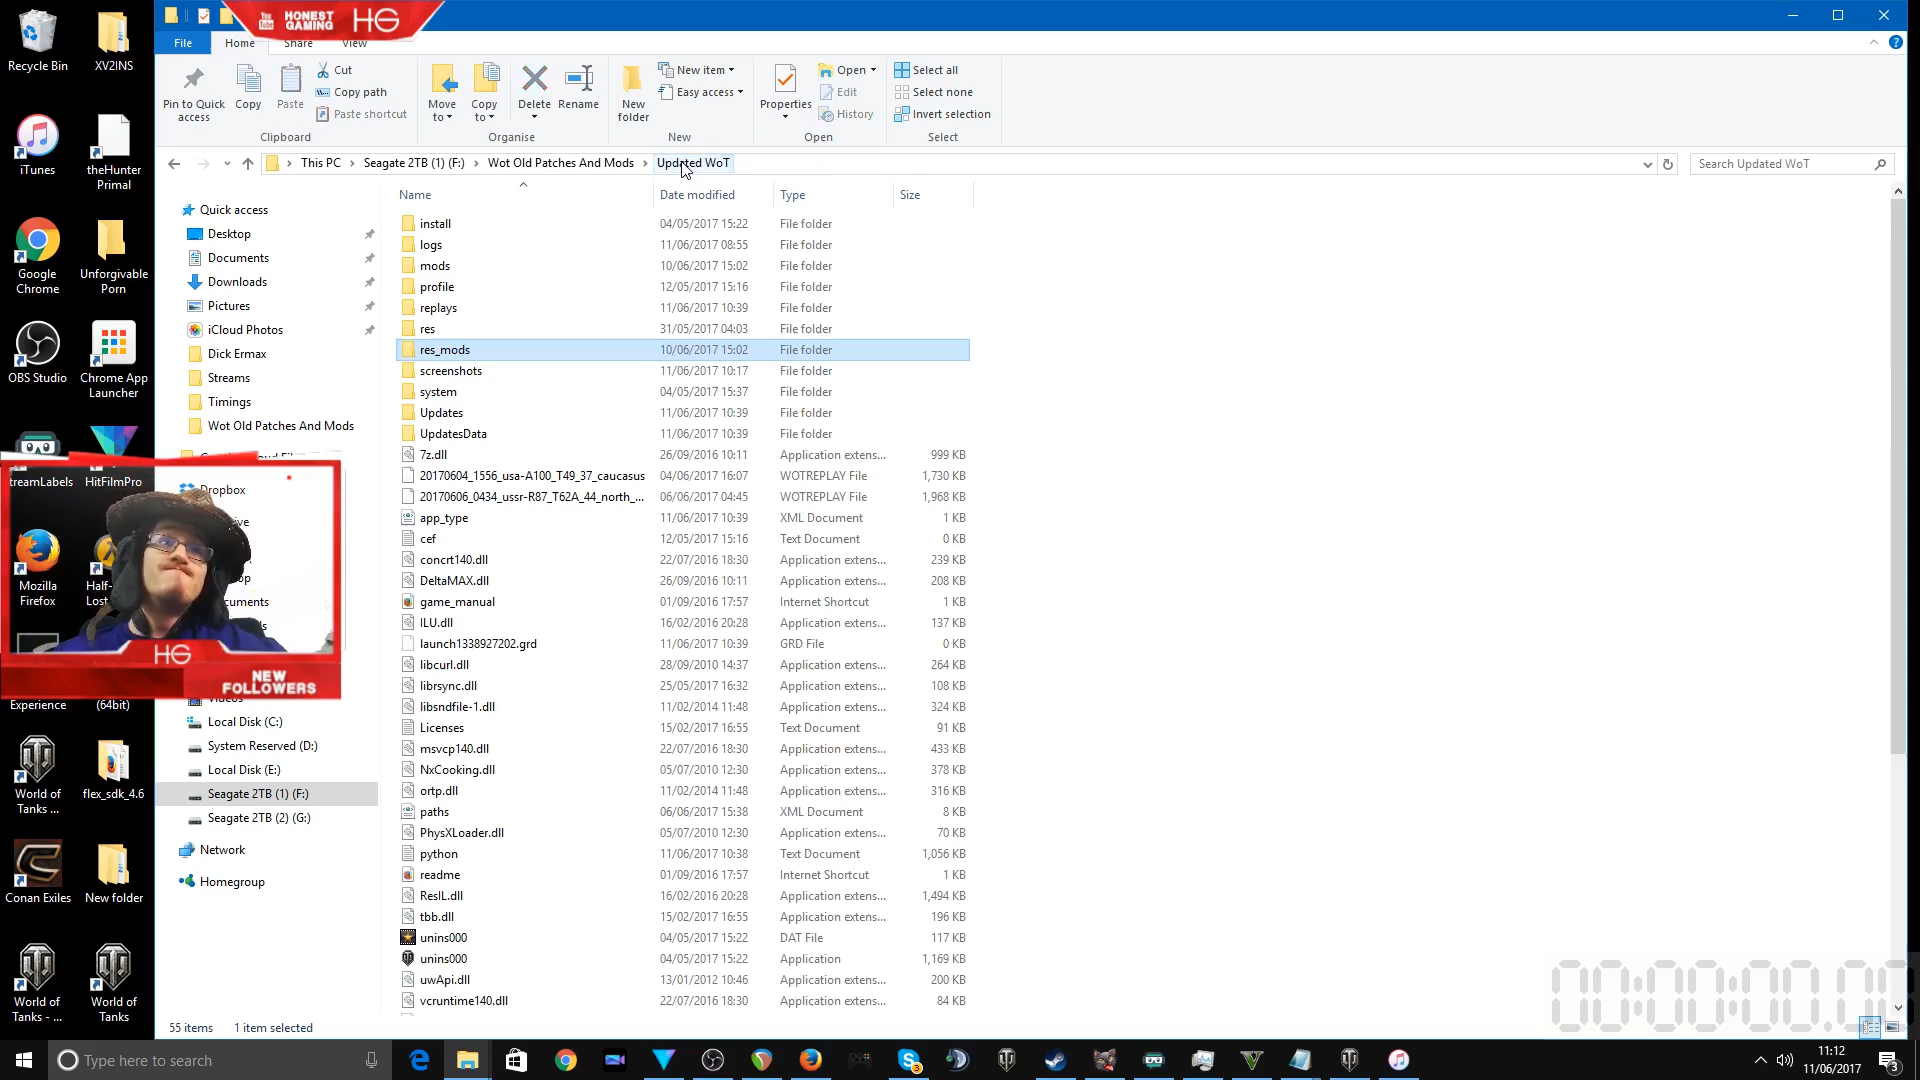 HONEST GAMING HG
File Home Share View
Pin to Quick access
Copy
Paste
Cut
Copy path
Paste shortcut
Clipboard
Move to
Copy to
Delete
Rename
Organise
New folder
New item
Easy access
New
Properties
Open
Edit
History
Open
Select all
Select none
Invert selection
Select
This PC Seagate 2TB (1) (F:) Wot Old Patches And Mods Updated WoT
Search Updated WoT
Recycle Bin
XV2INS
iTunes
theHunter Primal
Google Chrome
Unforgivable Porn
OBS Studio
Chrome App Launcher
treamLabels
HitFilmPro
Mozilla Firefox
Half-
Lost
Experience
(64bit)
World of Tanks ...
flex_sdk_4.6
Conan Exiles
New folder
World of Tanks - ...
World of Tanks
Quick access
Desktop
Documents
Downloads
Pictures
iCloud Photos
Dick Ermax
Streams
Timings
Wot Old Patches And Mods
Dropbox
HG
NEW FOLLOWERS
Videos
Local Disk (C:)
System Reserved (D:)
Local Disk (E:)
Seagate 2TB (1) (F:)
Seagate 2TB (2) (G:)
Network
Homegroup
Name Date modified Type Size
install 04/05/2017 15:22 File folder
logs 11/06/2017 08:55 File folder
mods 10/06/2017 15:02 File folder
profile 12/05/2017 15:16 File folder
replays 11/06/2017 10:39 File folder
res 31/05/2017 04:03 File folder
res_mods 10/06/2017 15:02 File folder
screenshots 11/06/2017 10:17 File folder
system 04/05/2017 15:37 File folder
Updates 11/06/2017 10:39 File folder
UpdatesData 11/06/2017 10:39 File folder
7z.dll 26/09/2016 10:11 Application extens... 999 KB
20170604_1556_usa-A100_T49_37_caucasus 04/06/2017 16:07 WOTREPLAY File 1,730 KB
20170606_0434_ussr-R87_T62A_44_north_... 06/06/2017 04:45 WOTREPLAY File 1,968 KB
app_type 11/06/2017 10:39 XML Document 1 KB
cef 12/05/2017 15:16 Text Document 0 KB
concrt140.dll 22/07/2016 18:30 Application extens... 239 KB
DeltaMAX.dll 26/09/2016 10:11 Application extens... 208 KB
game_manual 01/09/2016 17:57 Internet Shortcut 1 KB
ILU.dll 16/02/2016 20:28 Application extens... 137 KB
launch1338927202.grd 11/06/2017 10:39 GRD File 0 KB
libcurl.dll 28/09/2010 14:37 Application extens... 264 KB
librsync.dll 25/05/2017 16:32 Application extens... 108 KB
libsndfile-1.dll 11/02/2014 11:48 Application extens... 324 KB
Licenses 15/02/2017 16:55 Text Document 91 KB
msvcp140.dll 22/07/2016 18:30 Application extens... 433 KB
NxCooking.dll 05/07/2010 12:30 Application extens... 378 KB
ortp.dll 11/02/2014 11:48 Application extens... 316 KB
paths 06/06/2017 15:38 XML Document 8 KB
PhysXLoader.dll 05/07/2010 12:30 Application extens... 70 KB
python 11/06/2017 10:38 Text Document 1,056 KB
readme 01/09/2016 17:57 Internet Shortcut 1 KB
ResIL.dll 16/02/2016 20:28 Application extens... 1,494 KB
tbb.dll 15/02/2017 16:55 Application extens... 196 KB
unins000 04/05/2017 15:22 DAT File 117 KB
unins000 04/05/2017 15:22 Application 1,169 KB
uwApi.dll 13/01/2012 10:46 Application extens... 200 KB
vcruntime140.dll 22/07/2016 18:30 Application extens... 84 KB
55 items 1 item selected
Type here to search
11:12
11/06/2017